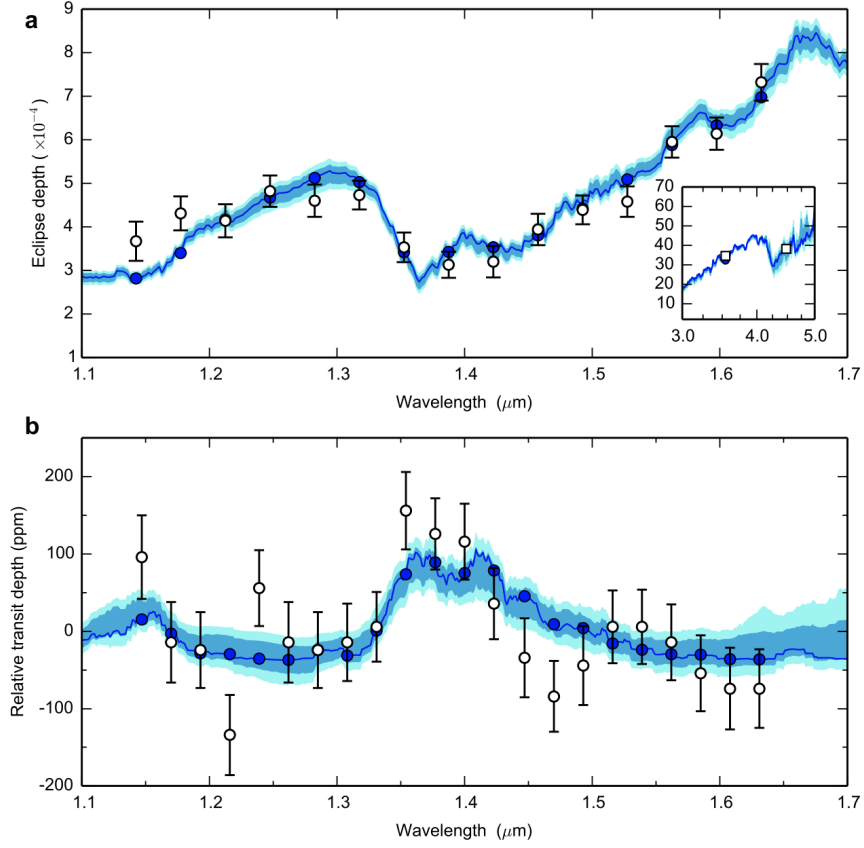 a
Eclipse depth ( ×10⁻⁴)
9
8
7
6
5
4
3
2
1
70
60
50
40
30
20
10
3.0 4.0 5.0
1.1 1.2 1.3 1.4 1.5 1.6 1.7
Wavelength (μm)
b
Relative transit depth (ppm)
200
100
0
-100
-200
1.1 1.2 1.3 1.4 1.5 1.6 1.7
Wavelength (μm)